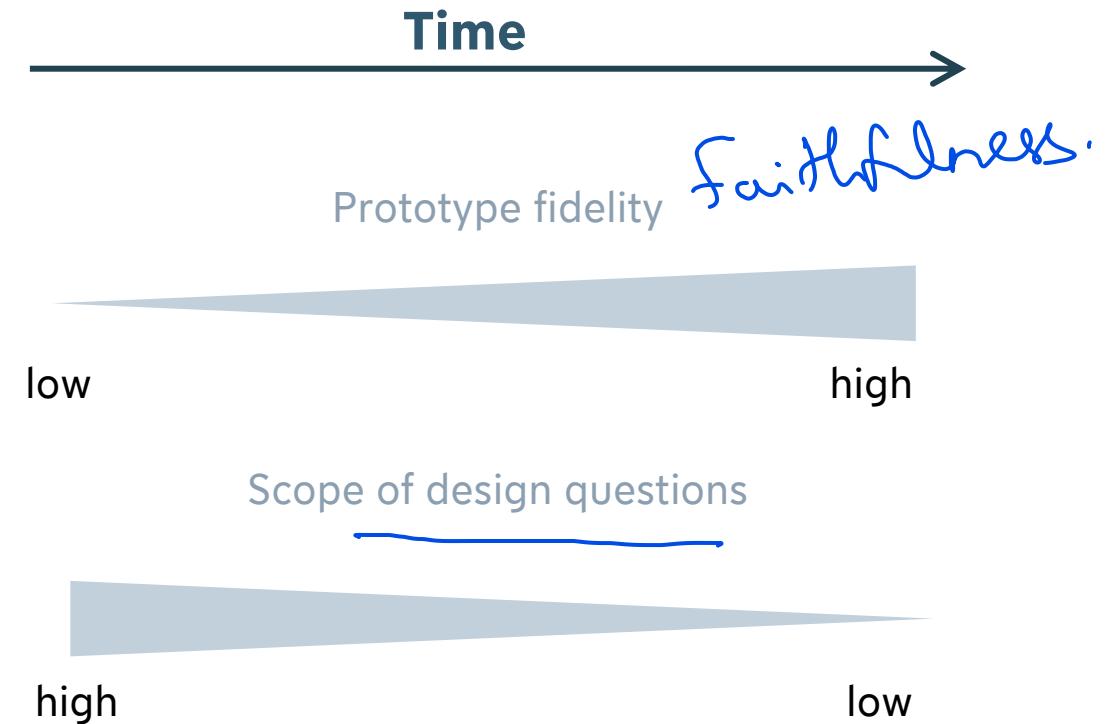 Time
Faithfulness.
Prototype fidelity
low high
Scope of design questions
high low